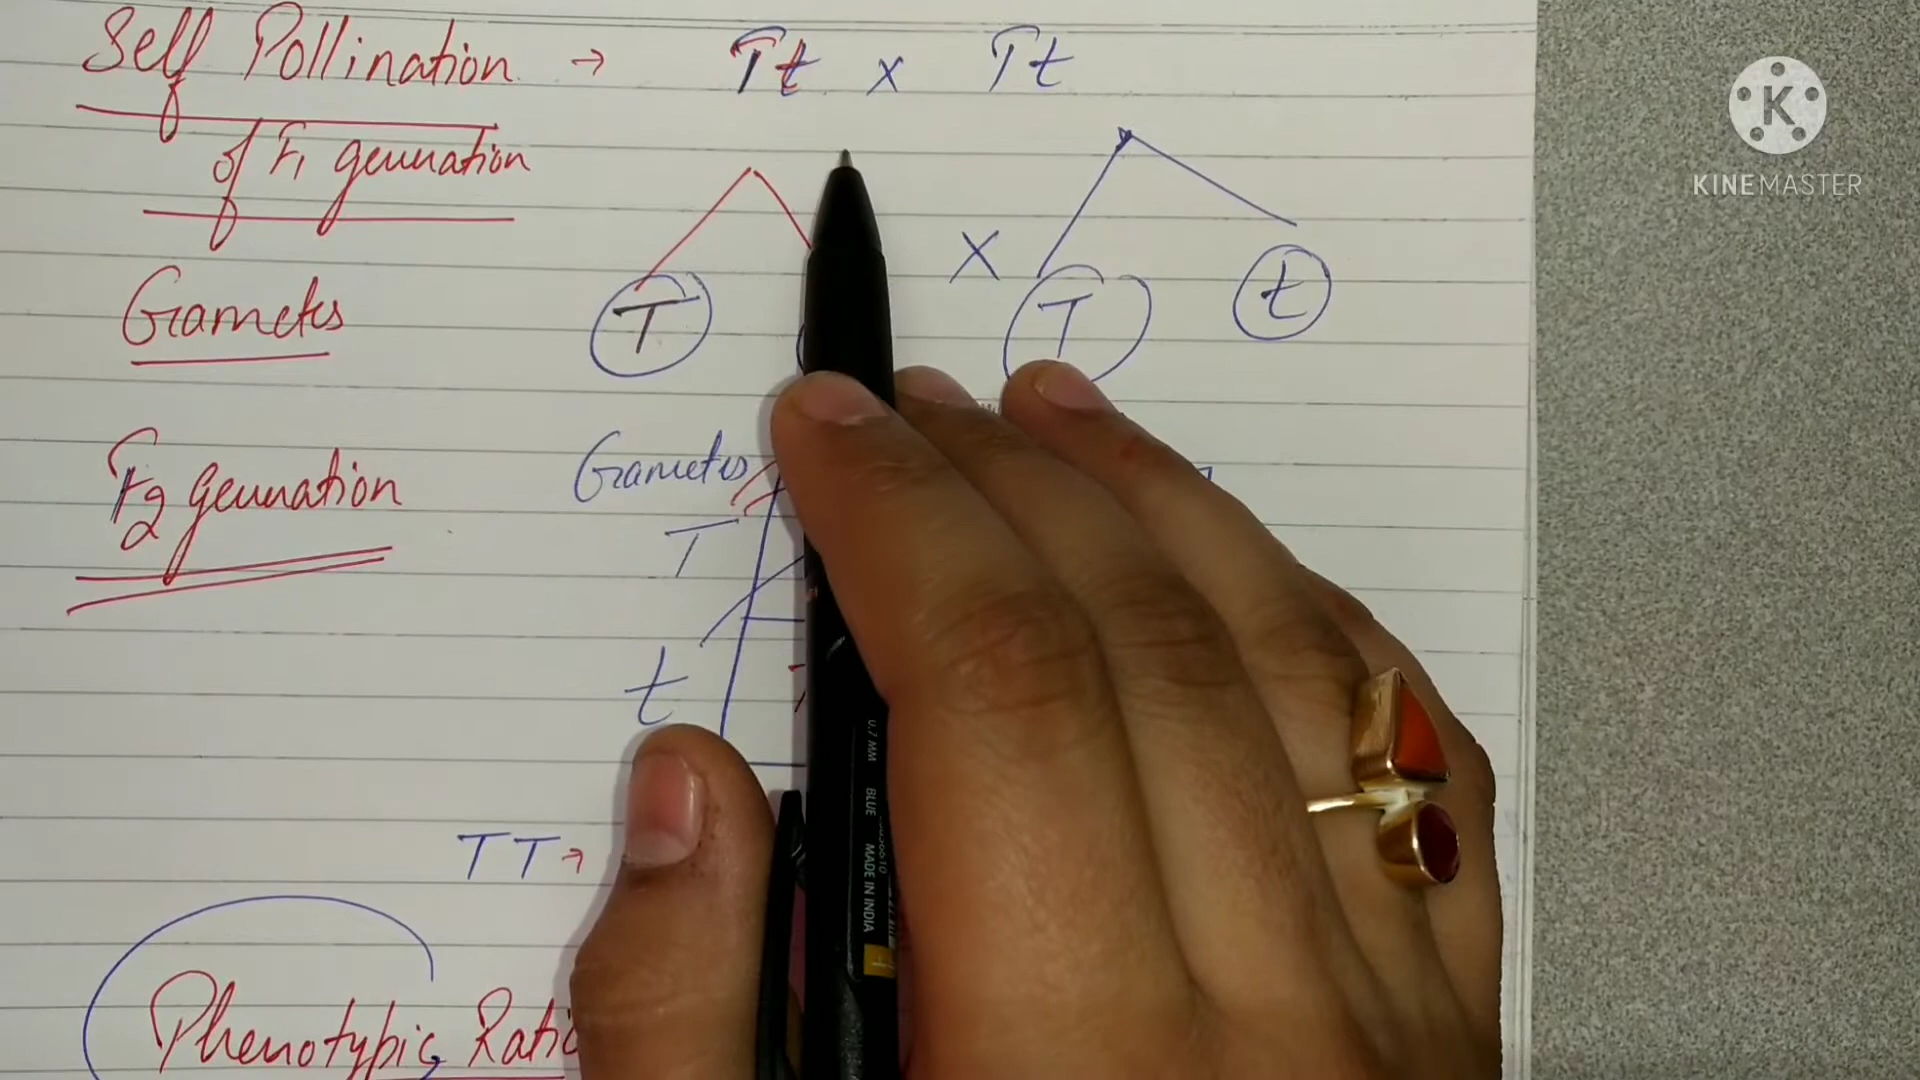 Self Pollination → Tt x Tt
of F1 generation
X
Gametes T T t
F2 generation
Gametes
T
t
TT →
Phenotypic Ratio
K
KINEMASTER
0.7 MM BLUE MADE IN INDIA